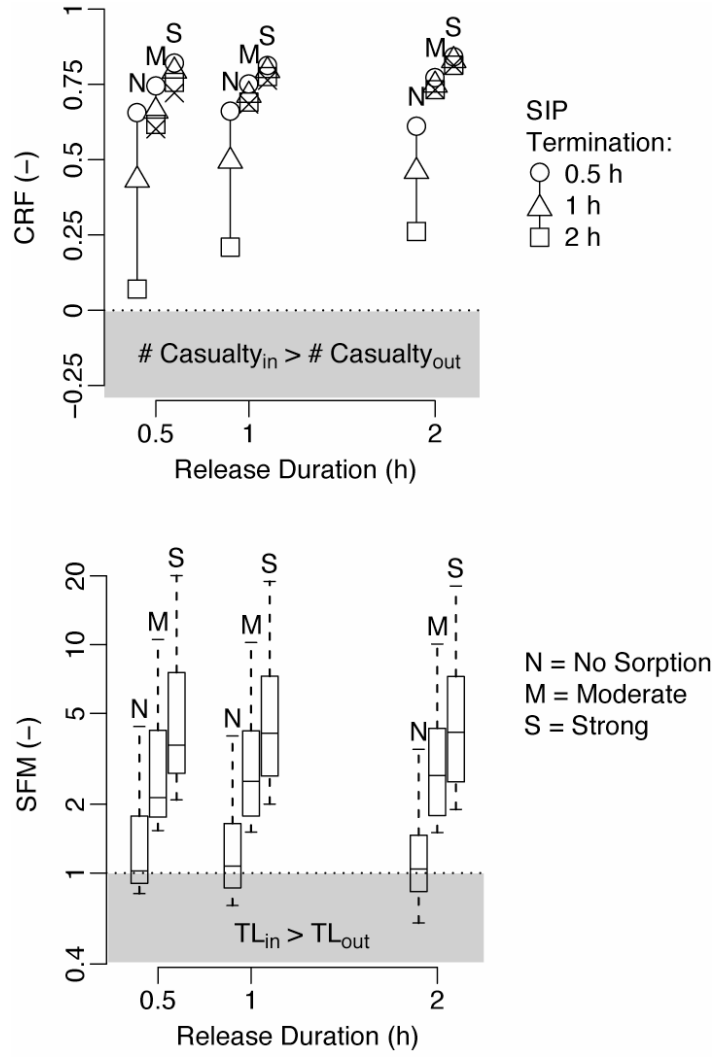 1
0.75
0.5
0.25
0
−0.25
CRF (−)
N
M
S
N
M
S
N
M
S
# Casualty_in > # Casualty_out
0.5
1
2
Release Duration (h)
SIP
Termination:
0.5 h
1 h
2 h
20
10
5
2
1
0.4
SFM (−)
N
M
S
N
M
S
N
M
S
TL_in > TL_out
0.5
1
2
Release Duration (h)
N = No Sorption
M = Moderate
S = Strong